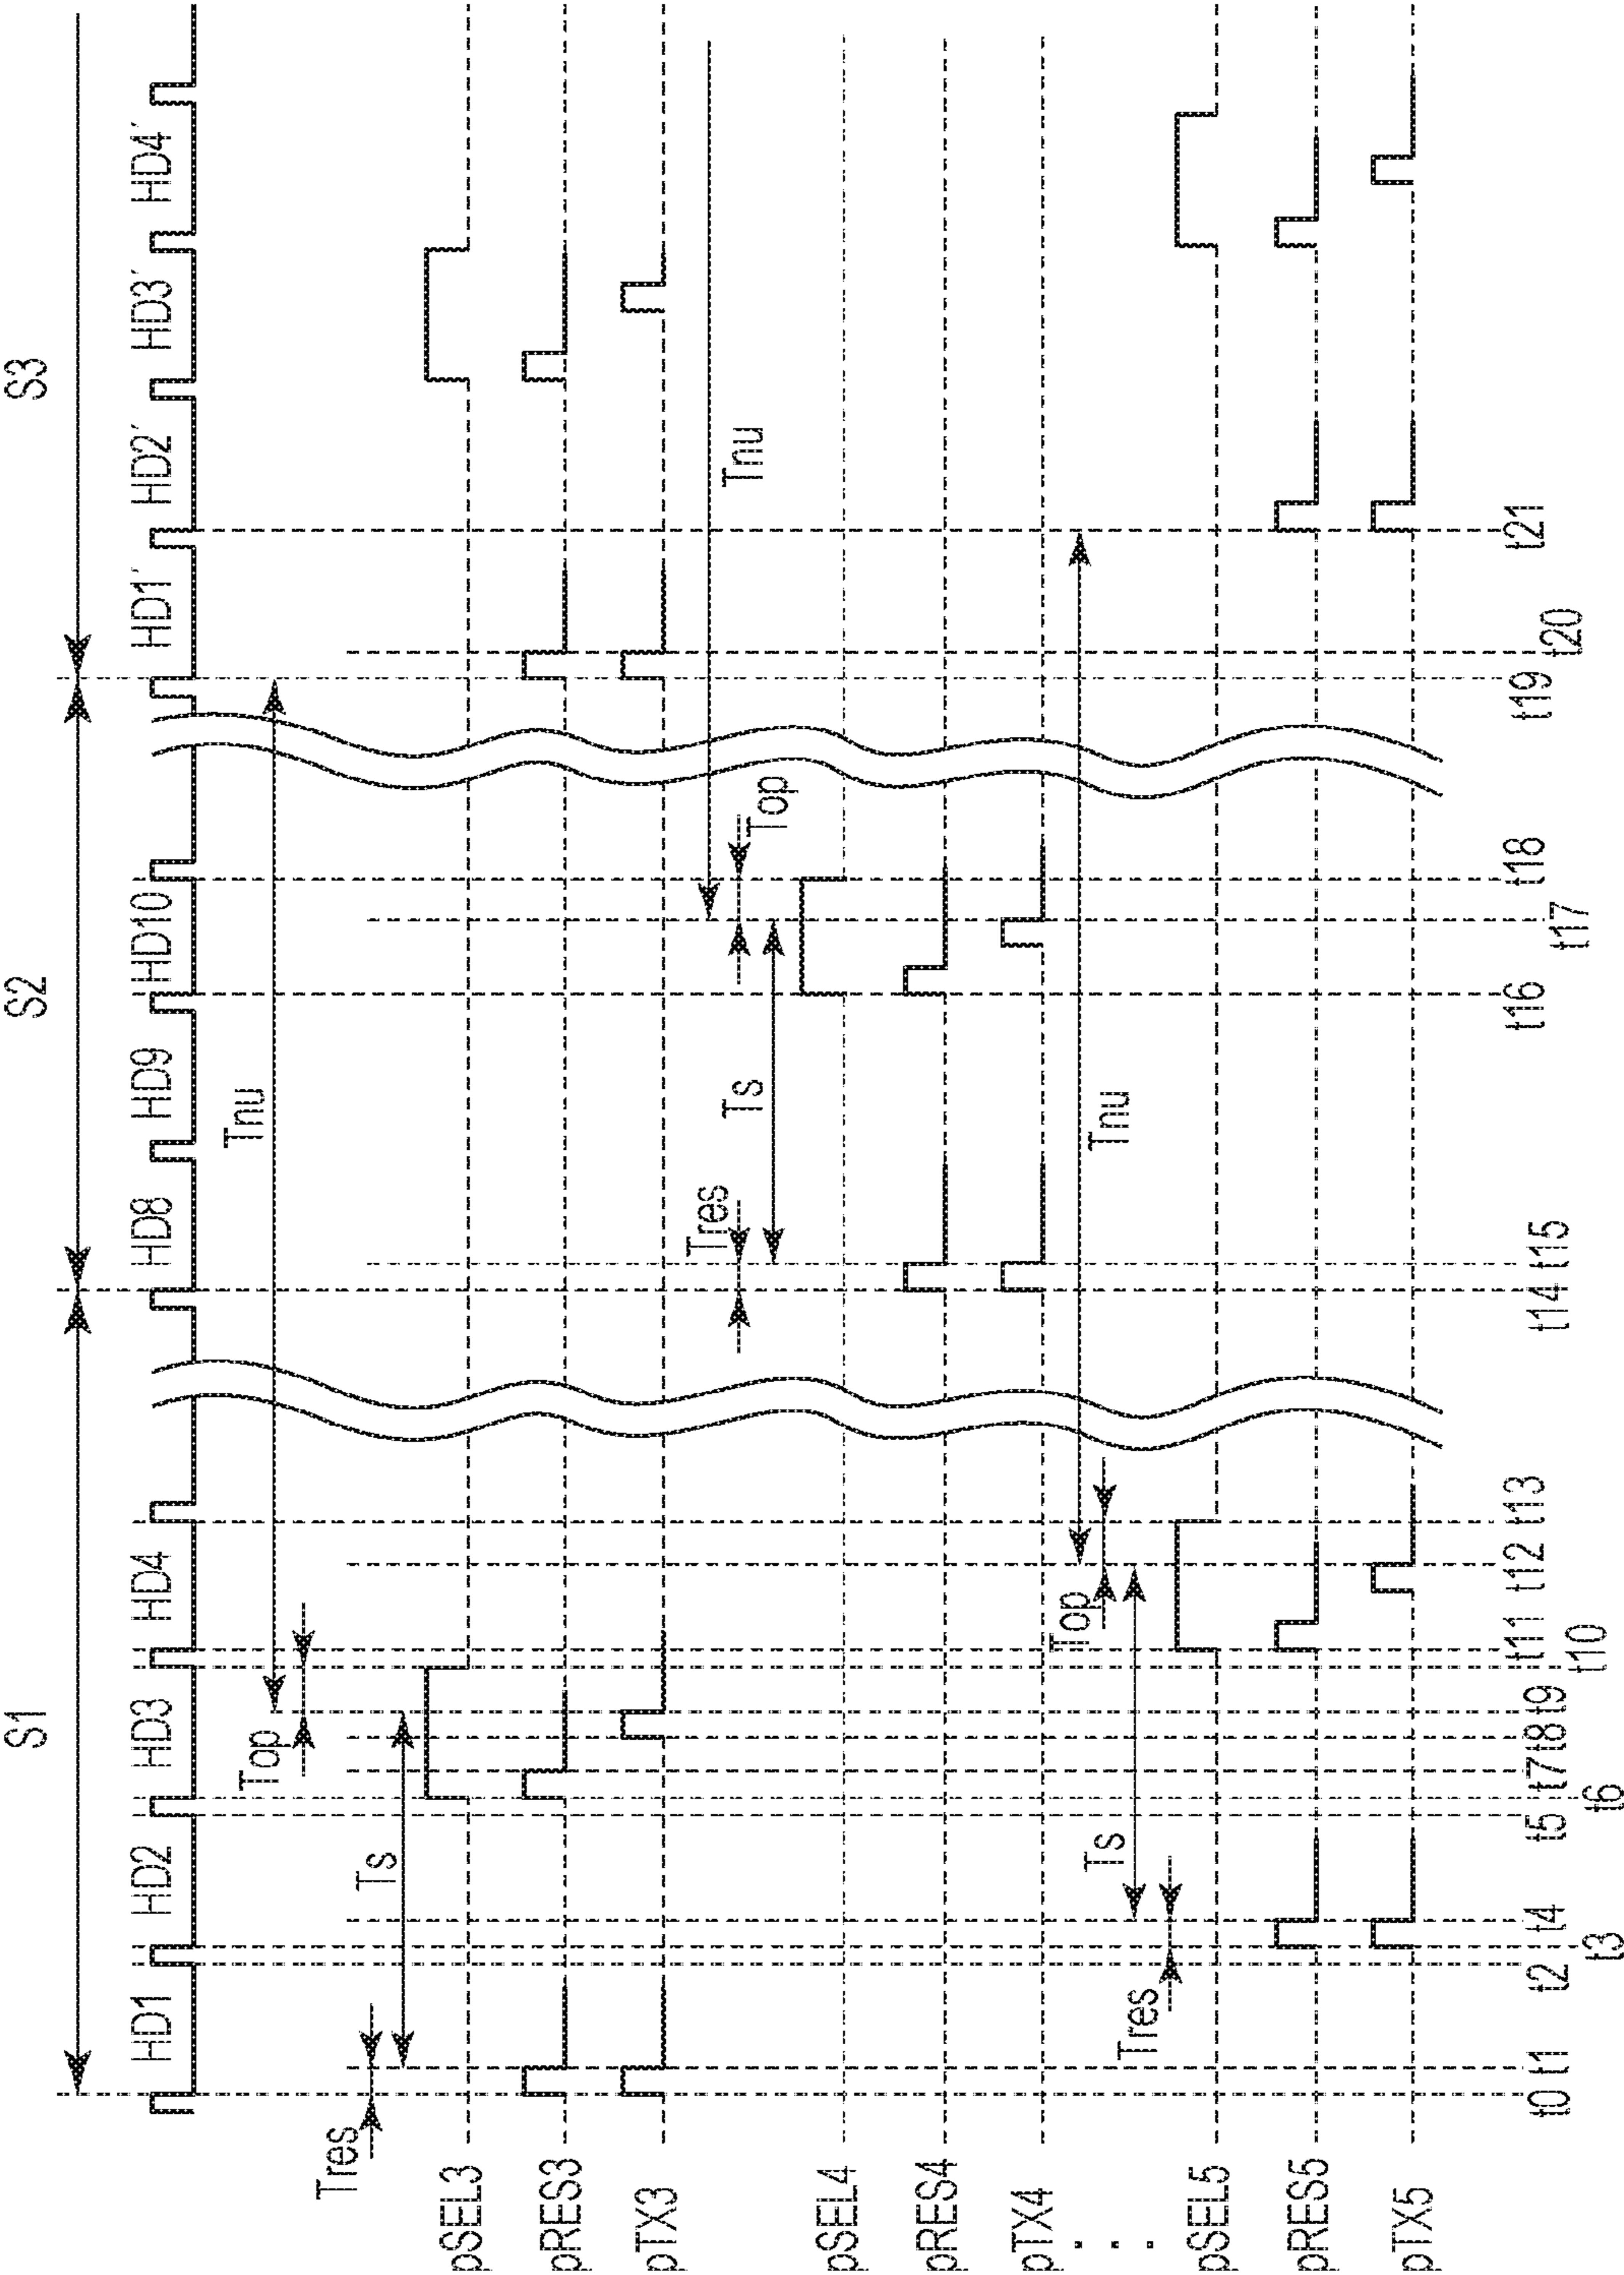 S1 S2 S3
HD1 HD2 HD3 HD4 HD8 HD9 HD10 HD1´ HD2´ HD3´ HD4´
Tnu
Top
Tres
Ts
pSEL3
pRES3
pTX3
Tnu
Tres Top
Ts
pSEL4
pRES4
pTX4
Tnu
Top
Ts
Tres
pSEL5
pRES5
pTX5
t0 t1 t2 t4 t5 t7 t8 t9 t11 t12 t13 t14 t15 t16 t18 t19 t21
t3 t6 t10 t17 t20